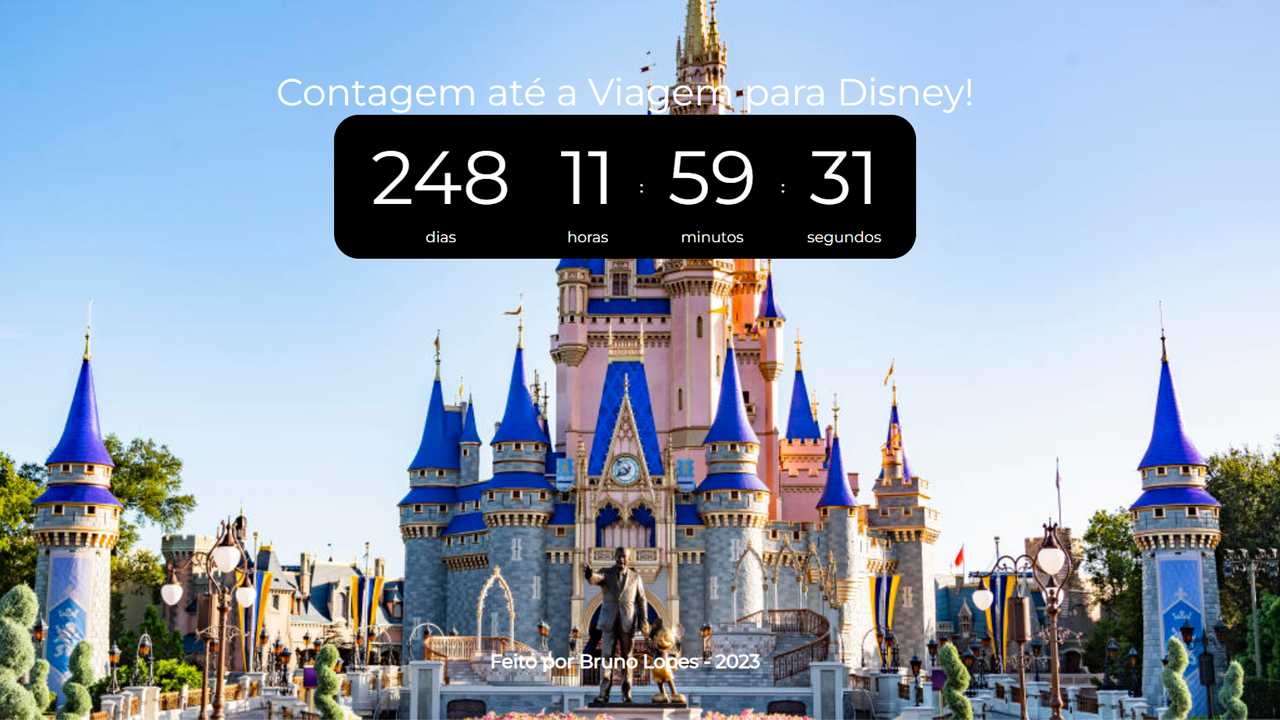 Contagem até a Viagem para Disney!
248 11 : 59 : 31
dias horas minutos segundos
Feito por Bruno Lopes - 2023